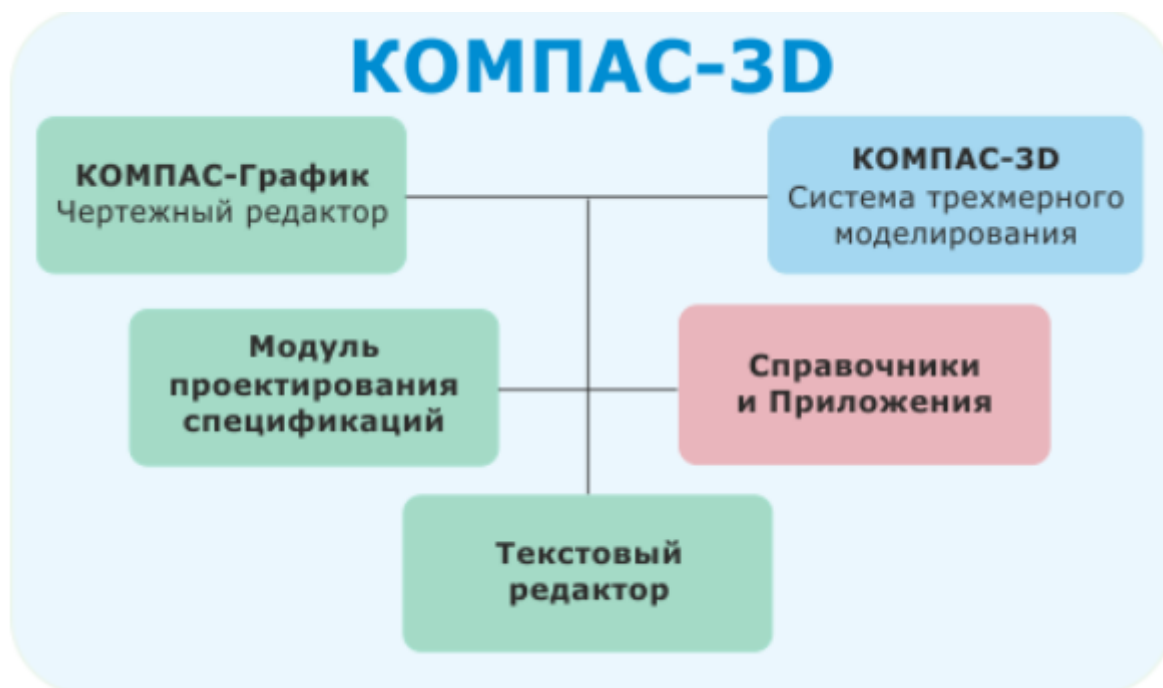 КОМПАС-3D
КОМПАС-График
Чертежный редактор
КОМПАС-3D
Система трехмерного
моделирования
Модуль
проектирования
спецификаций
Справочники
и Приложения
Текстовый
редактор